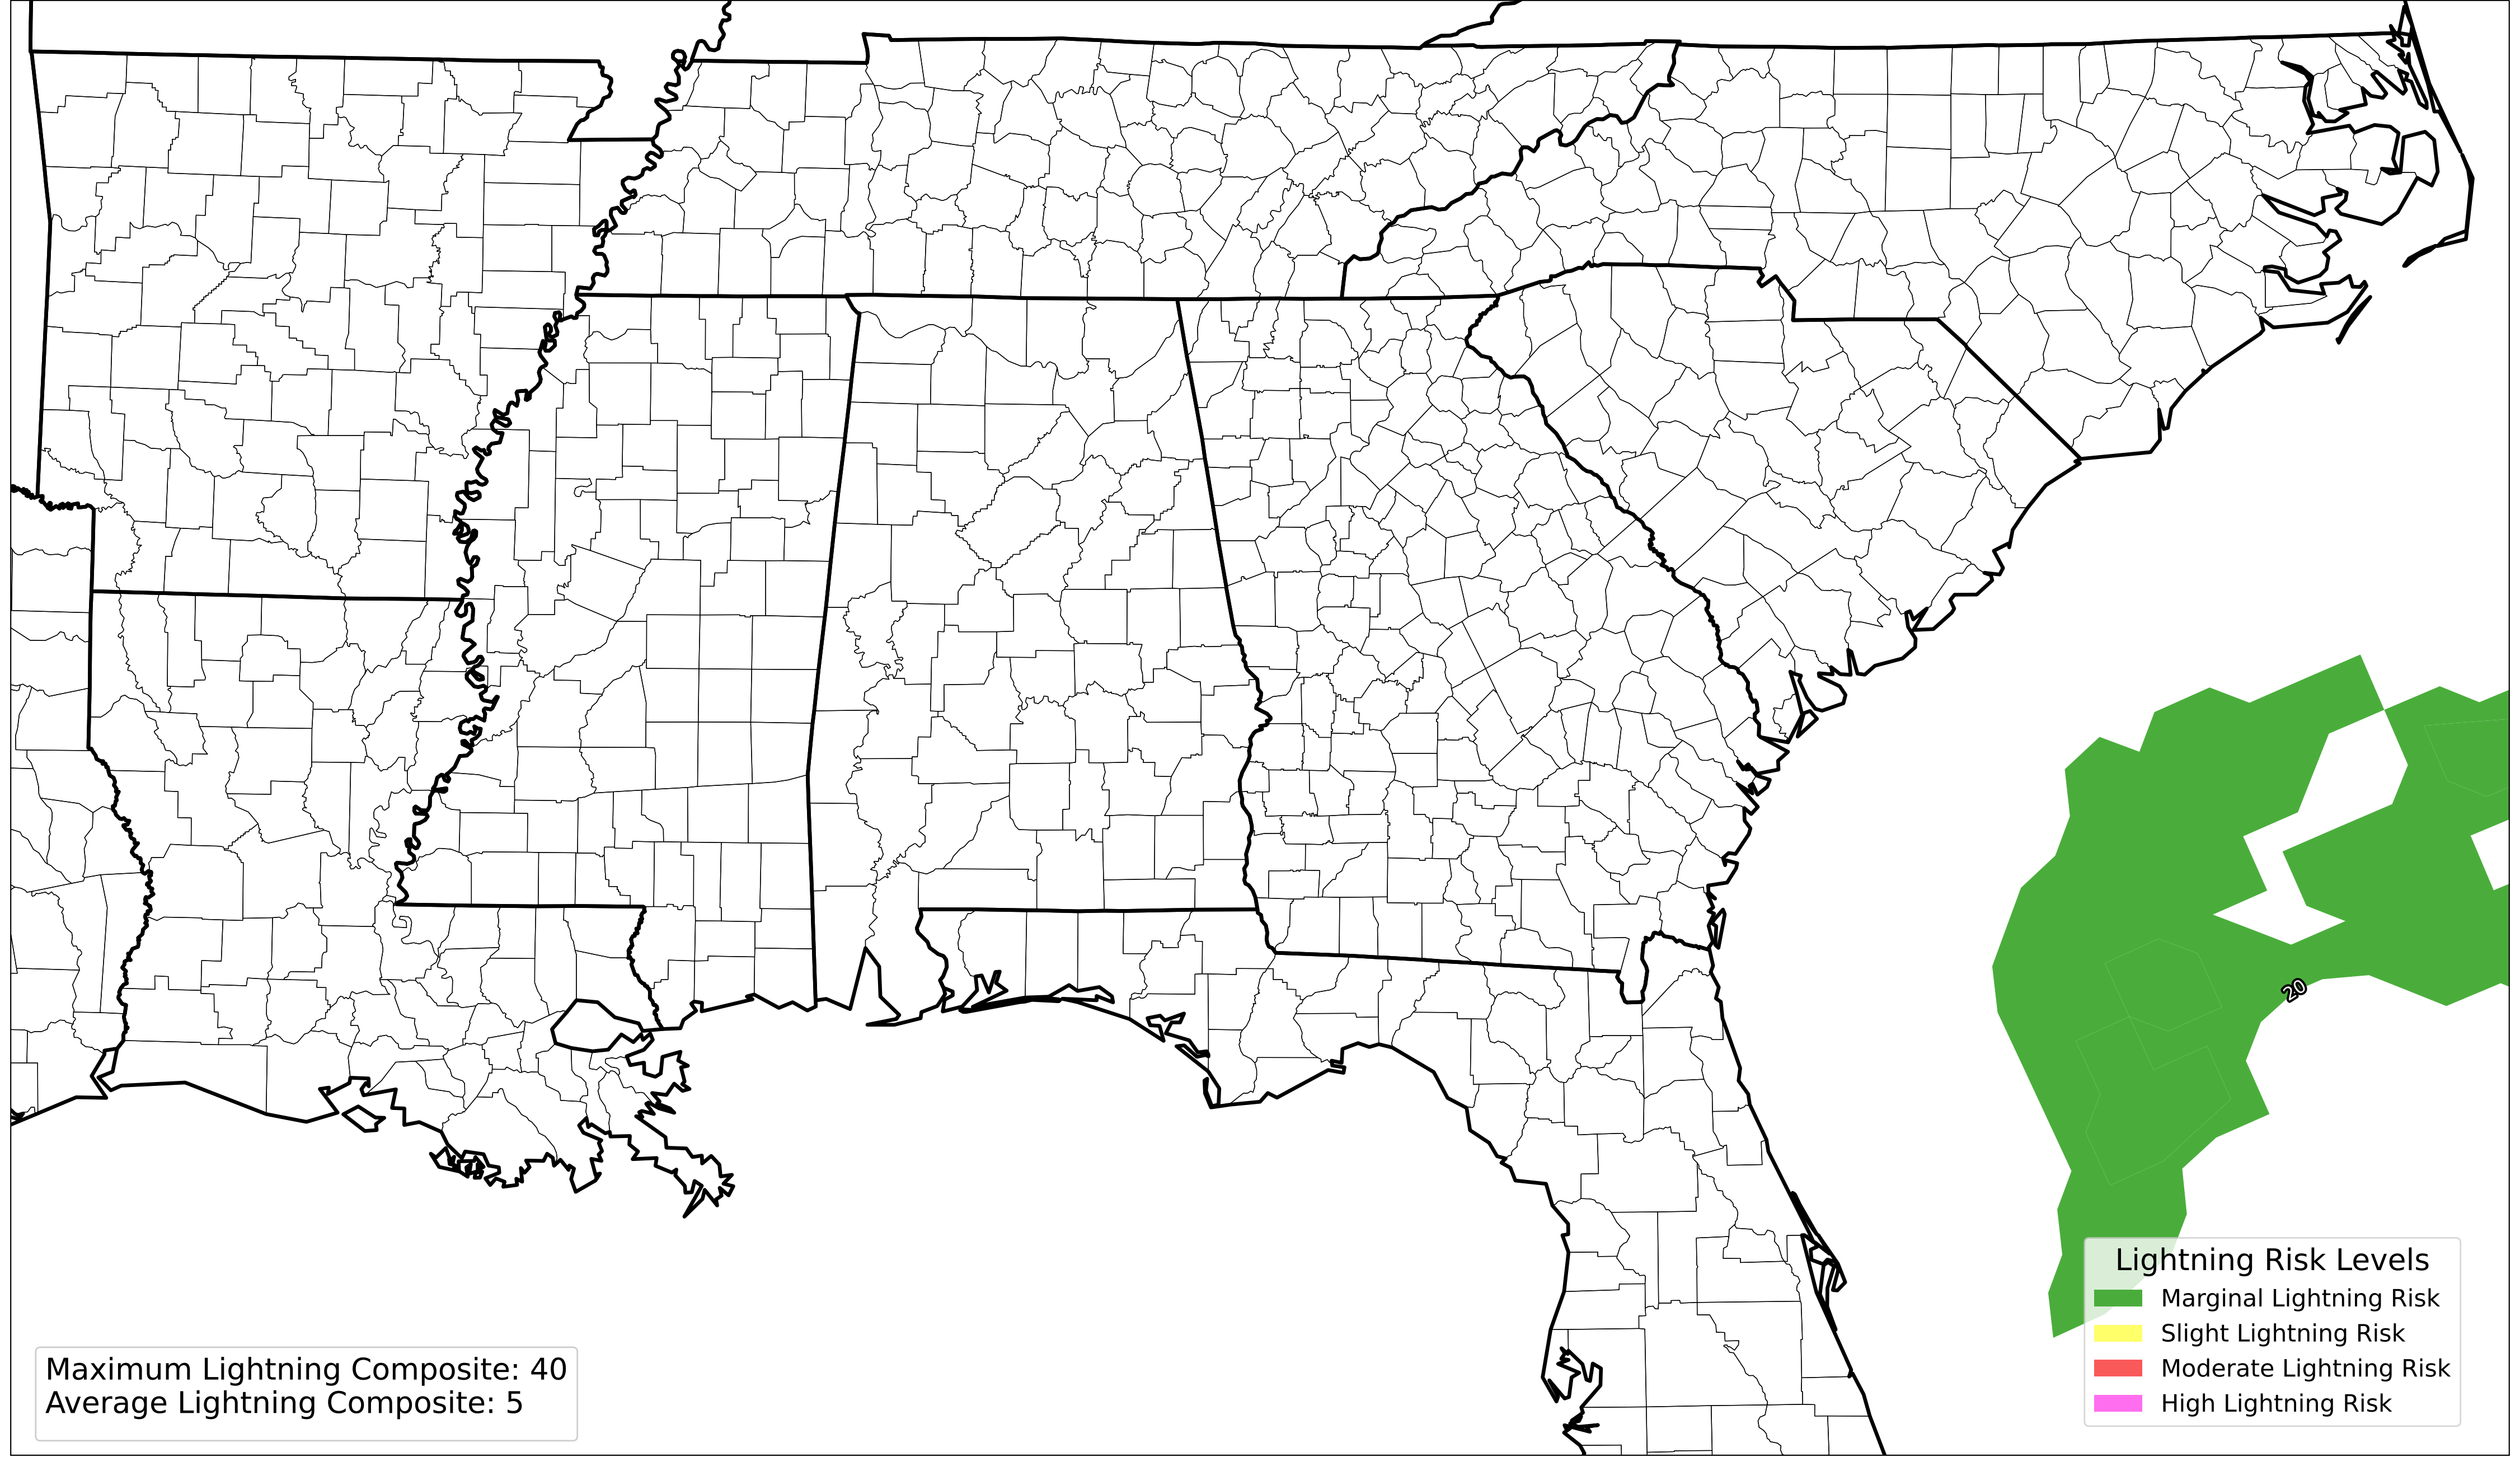 20
Lightning Risk Levels
Marginal Lightning Risk
Slight Lightning Risk
Moderate Lightning Risk
High Lightning Risk
Maximum Lightning Composite: 40
Average Lightning Composite: 5